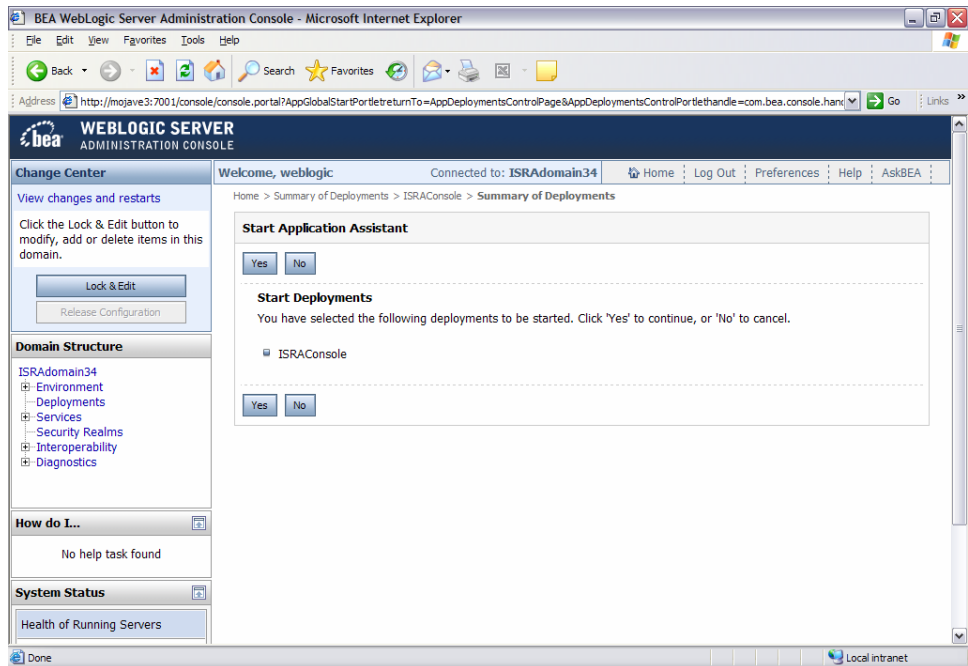 BEA WebLogic Server Administration Console - Microsoft Internet Explorer
File Edit View Favorites Tools Help
Back Search Favorites
Address http://mojave3:7001/console/console.portal?AppGlobalStartPortletreturnTo=AppDeploymentsControlPage&AppDeploymentsControlPortlethandle=com.bea.console.hand Go Links »
bea WEBLOGIC SERVER
ADMINISTRATION CONSOLE
Change Center
Welcome, weblogic Connected to: ISRAdomain34 Home Log Out Preferences Help AskBEA
View changes and restarts
Home > Summary of Deployments > ISRAConsole > Summary of Deployments
Click the Lock & Edit button to
modify, add or delete items in this
domain.
Lock & Edit
Release Configuration
Start Application Assistant
Yes No
Start Deployments
You have selected the following deployments to be started. Click 'Yes' to continue, or 'No' to cancel.
ISRAConsole
Yes No
Domain Structure
ISRAdomain34
Environment
Deployments
Services
Security Realms
Interoperability
Diagnostics
How do I...
No help task found
System Status
Health of Running Servers
Done Local intranet